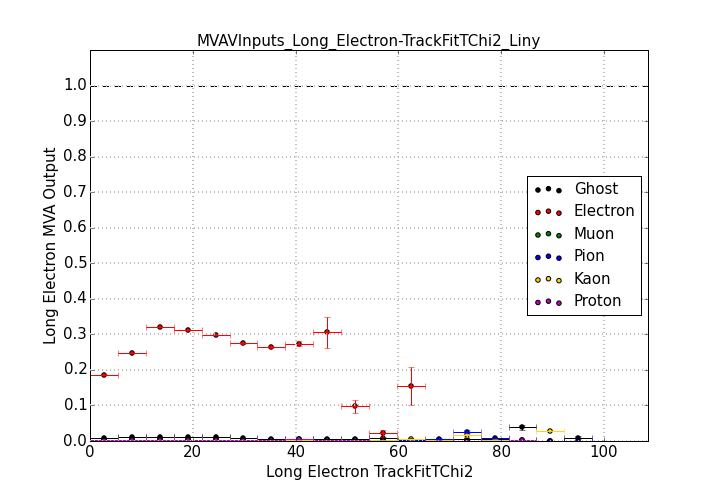 MVAVInputs_Long_Electron-TrackFitTChi2_Liny
Long Electron MVA Output
1.0
0.9
0.8
0.7
0.6
0.5
0.4
0.3
0.2
0.1
0.0
Ghost
Electron
Muon
Pion
Kaon
Proton
0 20 40 60 80 100
Long Electron TrackFitTChi2